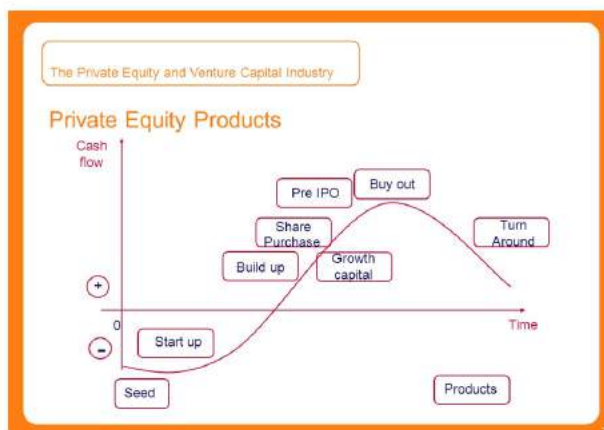 The Private Equity and Venture Capital Industry
Private Equity Products
Cash
flow
Pre IPO
Buy out
Share
Purchase
Turn
Around
Build up
Growth
capital
+
0
Time
-
Start up
Seed
Products